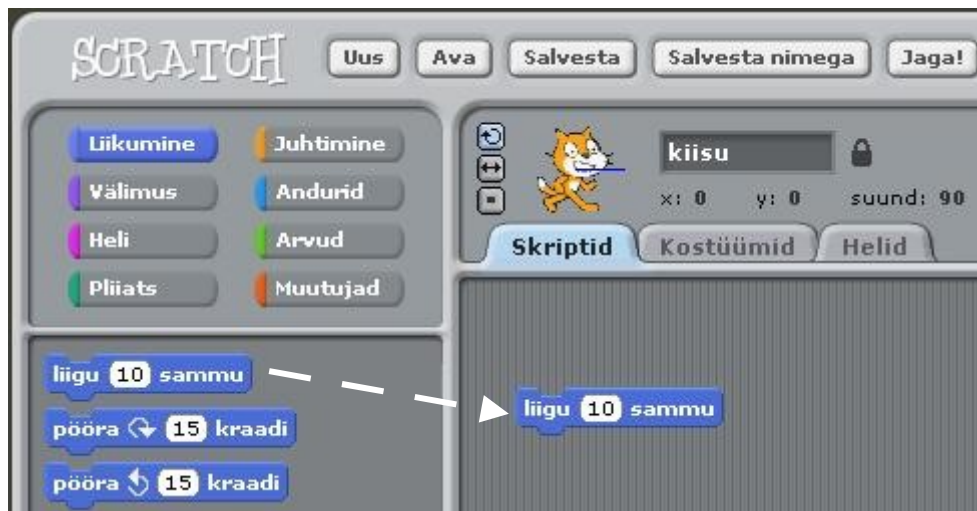 SCRATCH Uus Ava Salvesta Salvesta nimega Jaga!
Liikumine Juhtimine
Välimus Andurid
Heli Arvud
Pliiats Muutujad
kiisu
x: 0 y: 0 suund: 90
Skriptid Kostüümid Helid
liigu 10 sammu
pööra 15 kraadi
pööra 15 kraadi
liigu 10 sammu